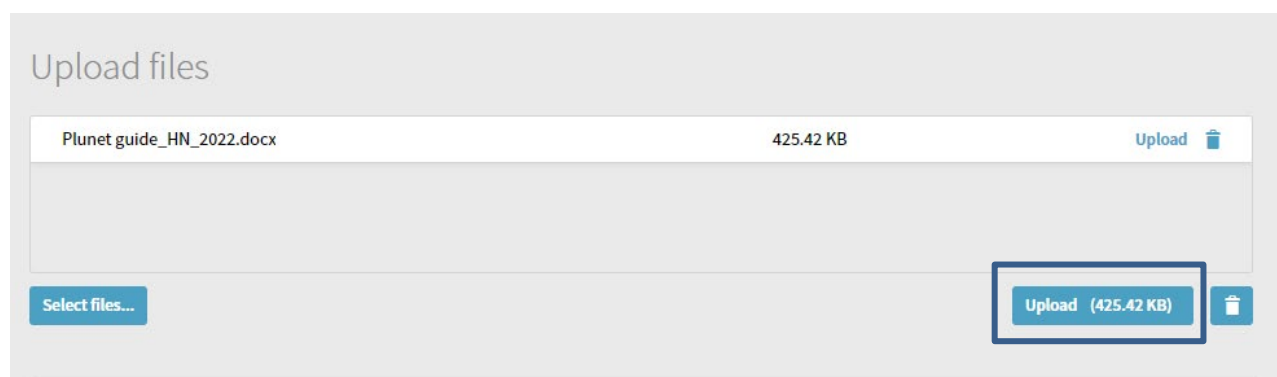 Upload files
Plunet guide_HN_2022.docx 425.42 KB Upload
Select files... Upload (425.42 KB)